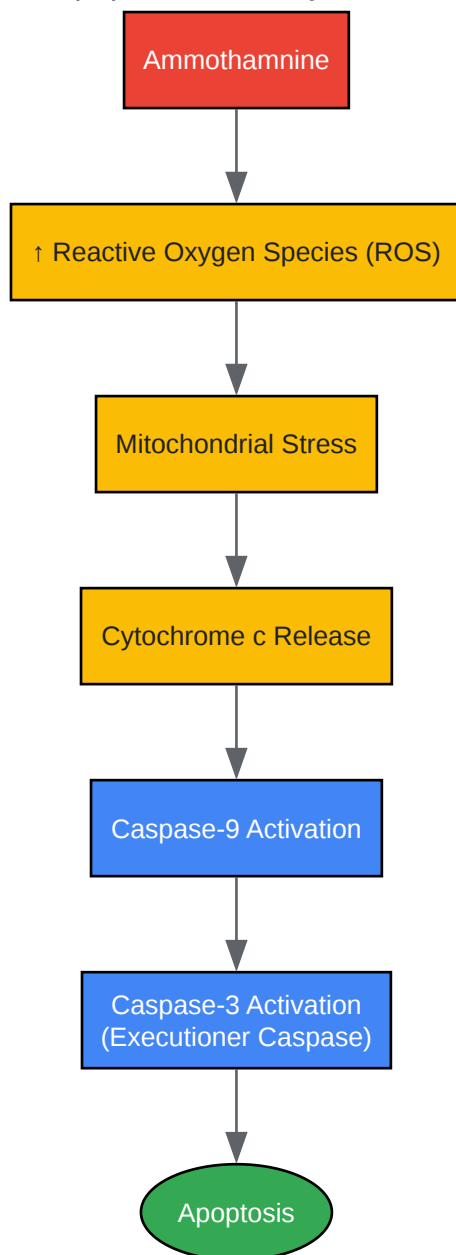 Ammothamnine
↑ Reactive Oxygen Species (ROS)
Mitochondrial Stress
Cytochrome c Release
Caspase-9 Activation
Caspase-3 Activation
(Executioner Caspase)
Apoptosis